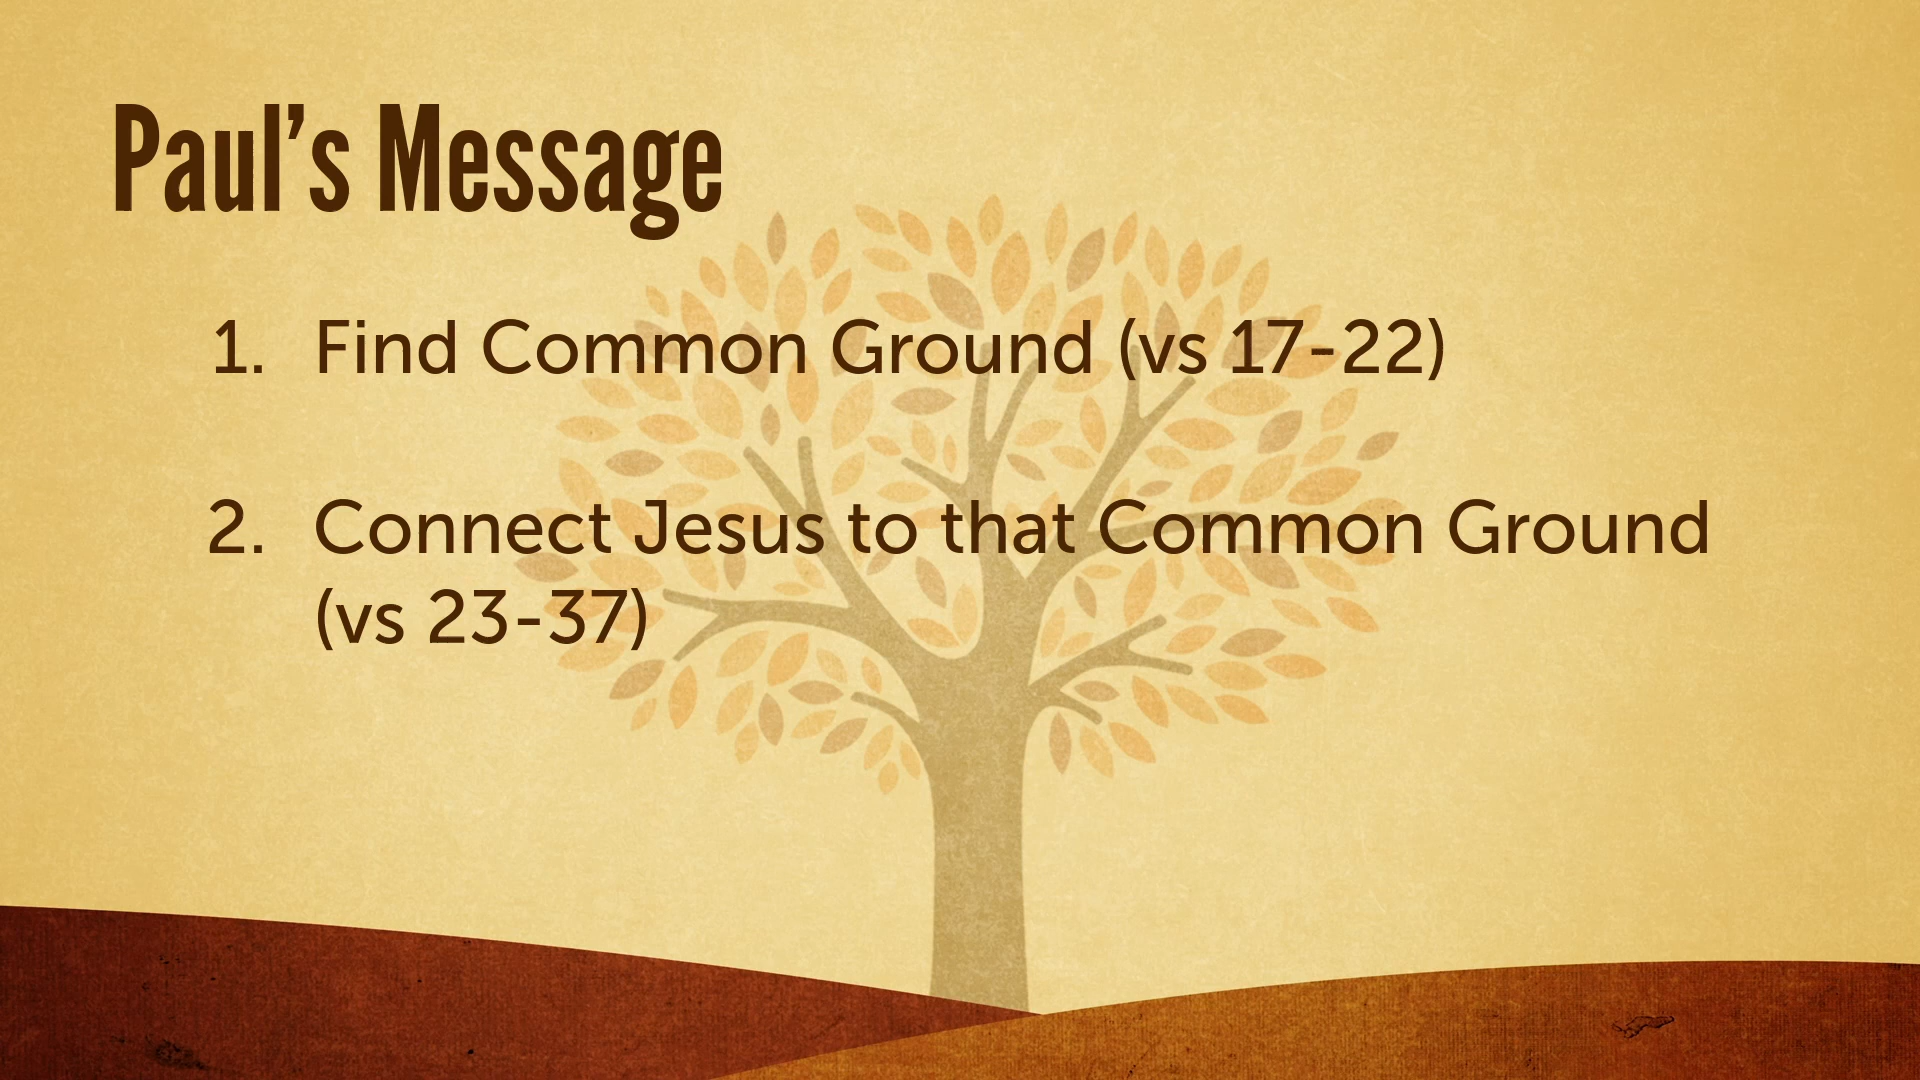 Paul’s Message
1. Find Common Ground (vs 17-22)
2. Connect Jesus to that Common Ground
(vs 23-37)